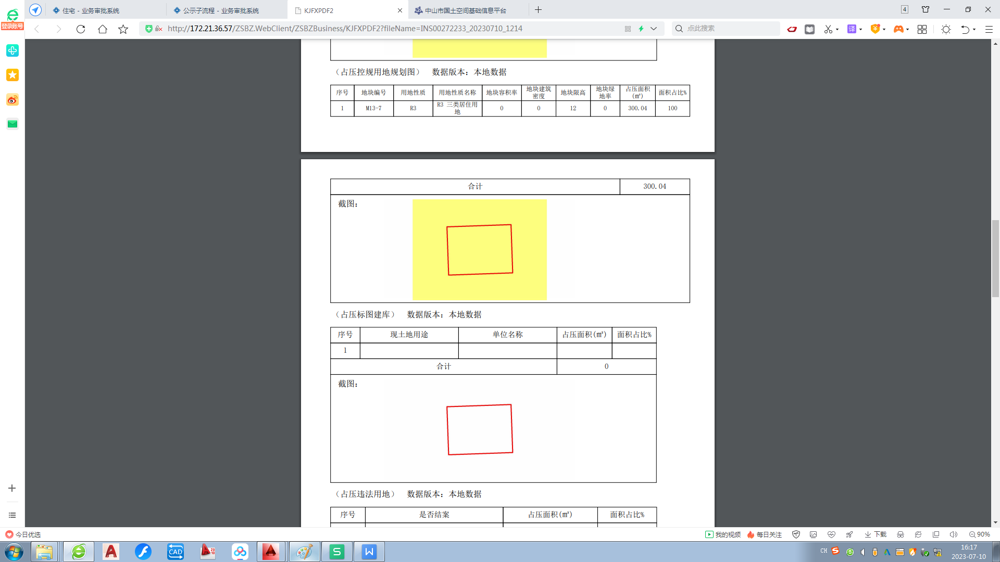 住宅 - 业务审批系统
公示子流程 - 业务审批系统
KJFXPDF2
中山市国土空间基础信息平台
4
登录账号
http://172.21.36.57/ZSBZ.WebClient/ZSBZBusiness/KJFXPDF2?fileName=INS00272233_20230710_1214
点此搜索
译
（占压控规用地规划图） 数据版本：本地数据
序号 地块编号 用地性质 用地性质名称 地块容积率 地块建筑密度 地块限高 地块绿地率 占压面积(㎡) 面积占比%
1 M13-7 R3 R3 三类居住用地 0 0 12 0 300.04 100
合计 300.04
截图：
（占压标图建库） 数据版本：本地数据
序号 现土地用途 单位名称 占压面积(㎡) 面积占比%
1
合计 0
截图：
（占压违法用地） 数据版本：本地数据
序号 是否结案 占压面积(㎡) 面积占比%
今日优选
我的视频
每日关注
下载
90%
CAD
CH
16:17
2023-07-10